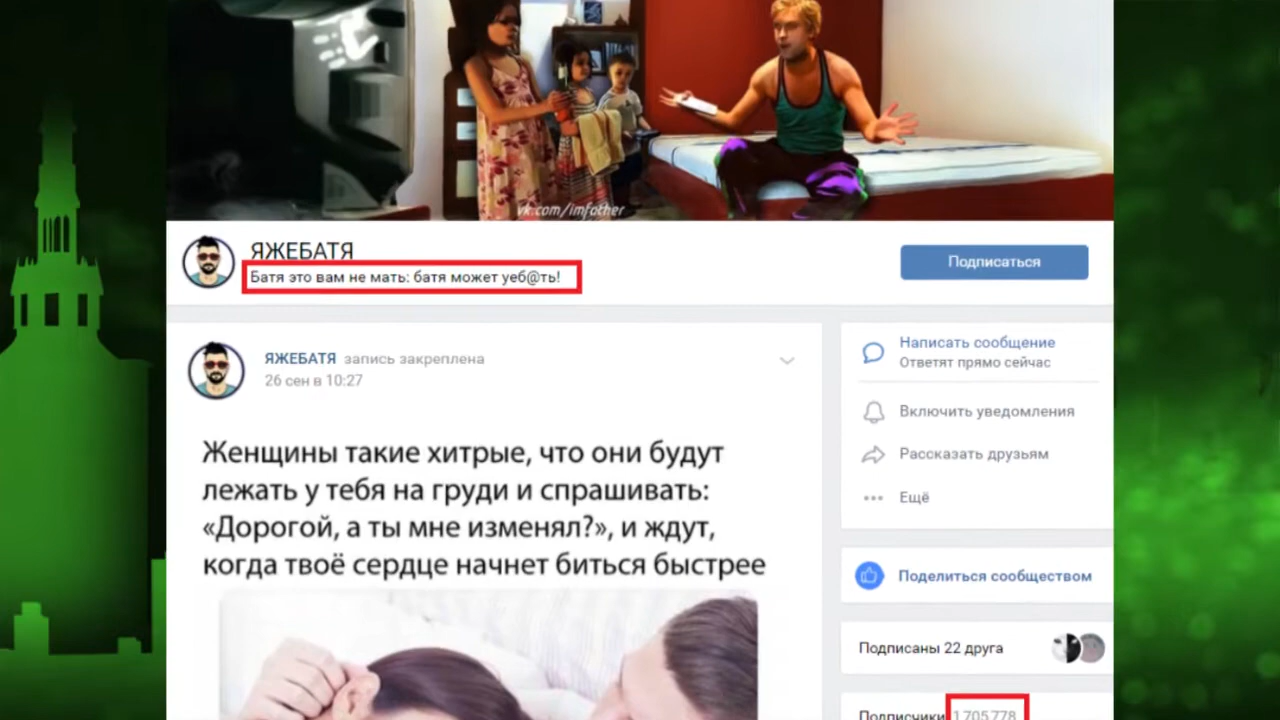 vk.com/imfather
ЯЖЕБАТЯ
Батя это вам не мать: батя может уеб@ть!
Подписаться
ЯЖЕБАТЯ запись закреплена
26 сен в 10:27
Женщины такие хитрые, что они будут
лежать у тебя на груди и спрашивать:
«Дорогой, а ты мне изменял?», и ждут,
когда твоё сердце начнет биться быстрее
Написать сообщение
Ответят прямо сейчас
Включить уведомления
Рассказать друзьям
Ещё
Поделиться сообществом
Подписаны 22 друга
Подписчики 1 705 778